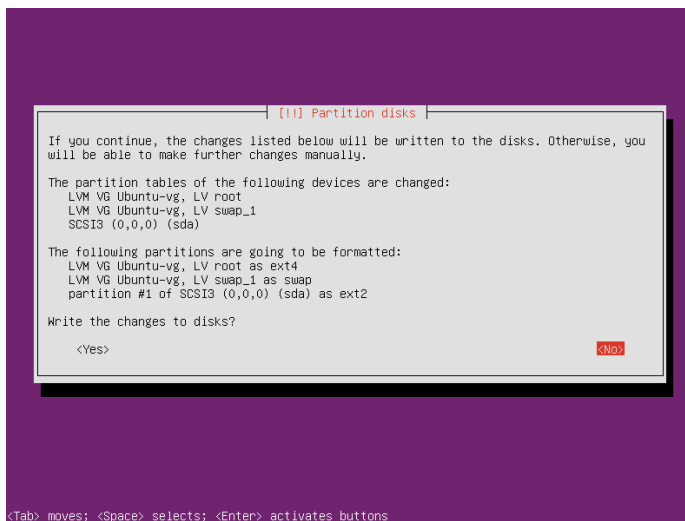 [!!] Partition disks
If you continue, the changes listed below will be written to the disks. Otherwise, you
will be able to make further changes manually.
The partition tables of the following devices are changed:
LVM VG Ubuntu-vg, LV root
LVM VG Ubuntu-vg, LV swap_1
SCSI3 (0,0,0) (sda)
The following partitions are going to be formatted:
LVM VG Ubuntu-vg, LV root as ext4
LVM VG Ubuntu-vg, LV swap_1 as swap
partition #1 of SCSI3 (0,0,0) (sda) as ext2
Write the changes to disks?
<Yes> <No>
<Tab> moves; <Space> selects; <Enter> activates buttons